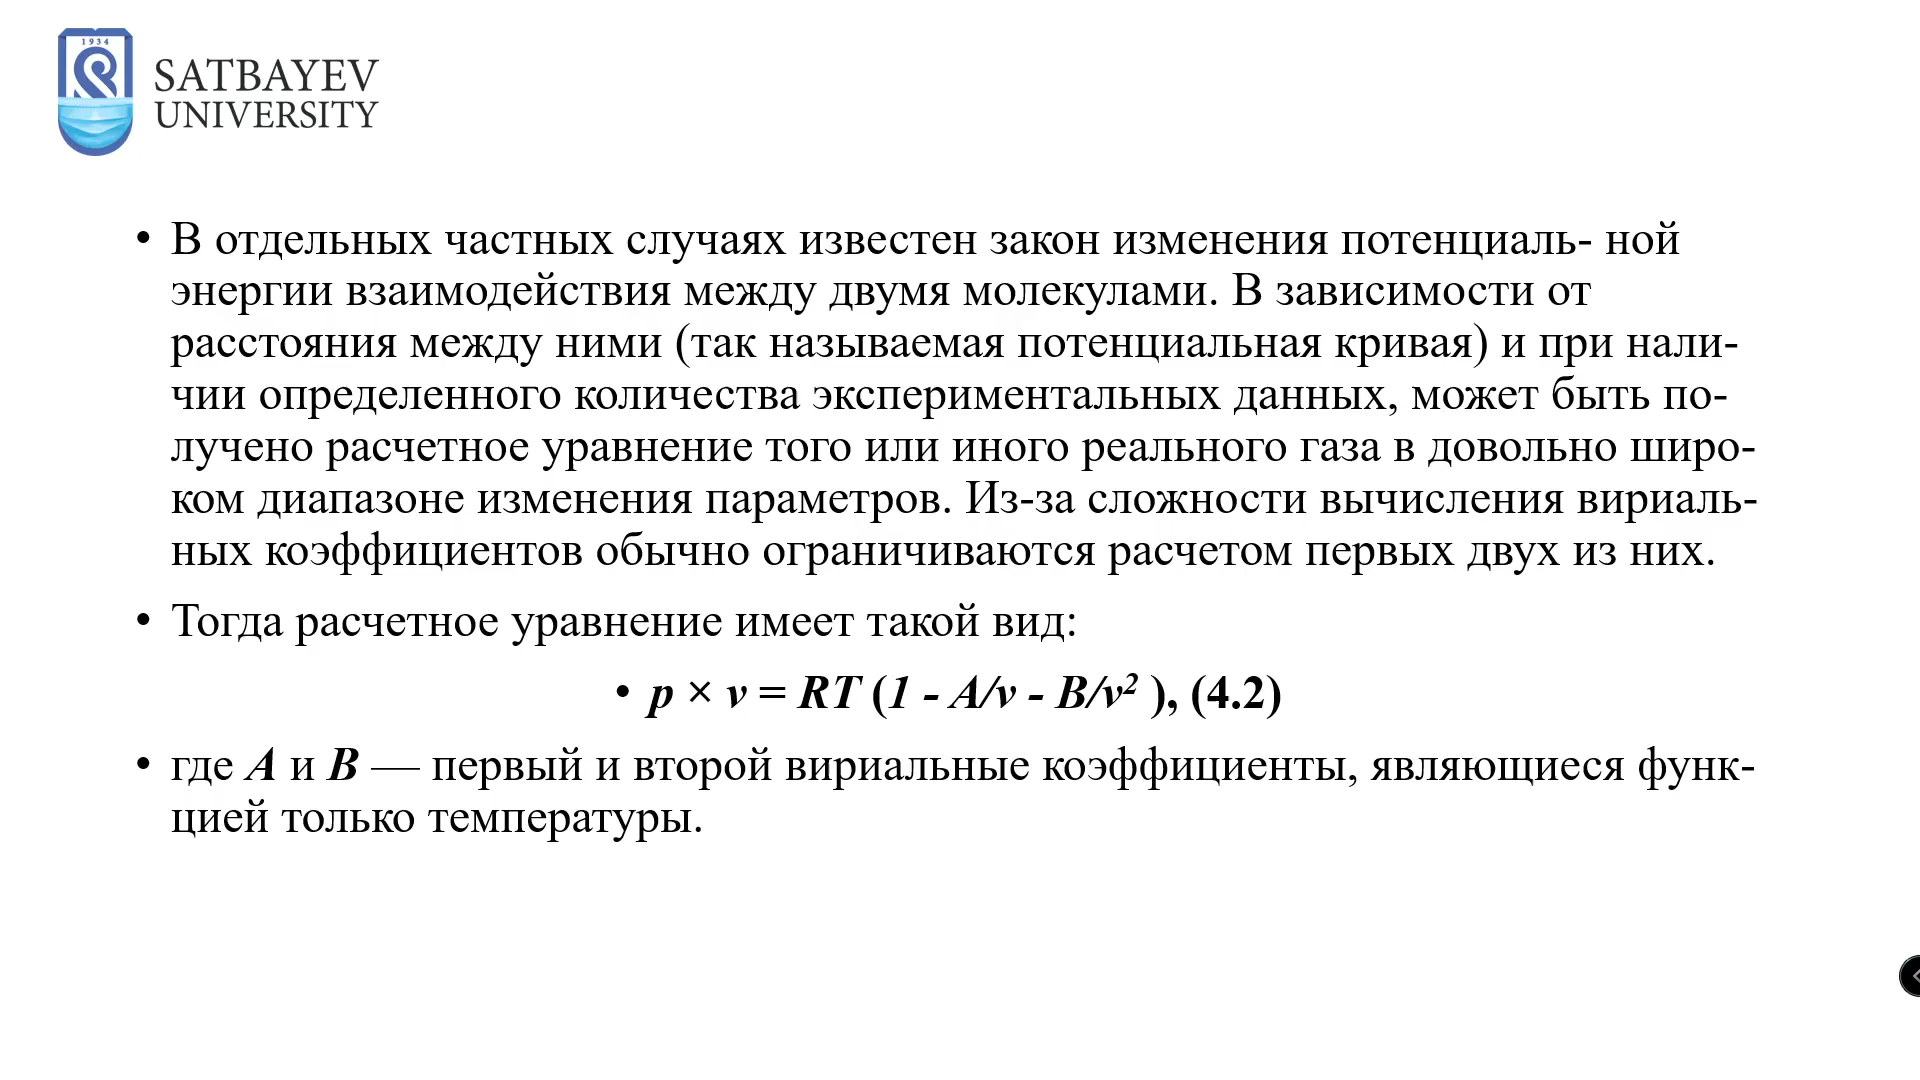 1934
SATBAYEV
UNIVERSITY
• В отдельных частных случаях известен закон изменения потенциаль- ной
энергии взаимодействия между двумя молекулами. В зависимости от
расстояния между ними (так называемая потенциальная кривая) и при нали-
чии определенного количества экспериментальных данных, может быть по-
лучено расчетное уравнение того или иного реального газа в довольно широ-
ком диапазоне изменения параметров. Из-за сложности вычисления вириаль-
ных коэффициентов обычно ограничиваются расчетом первых двух из них.
• Тогда расчетное уравнение имеет такой вид:
• p × v = RT (1 - A/v - B/v² ), (4.2)
• где A и B — первый и второй вириальные коэффициенты, являющиеся функ-
цией только температуры.